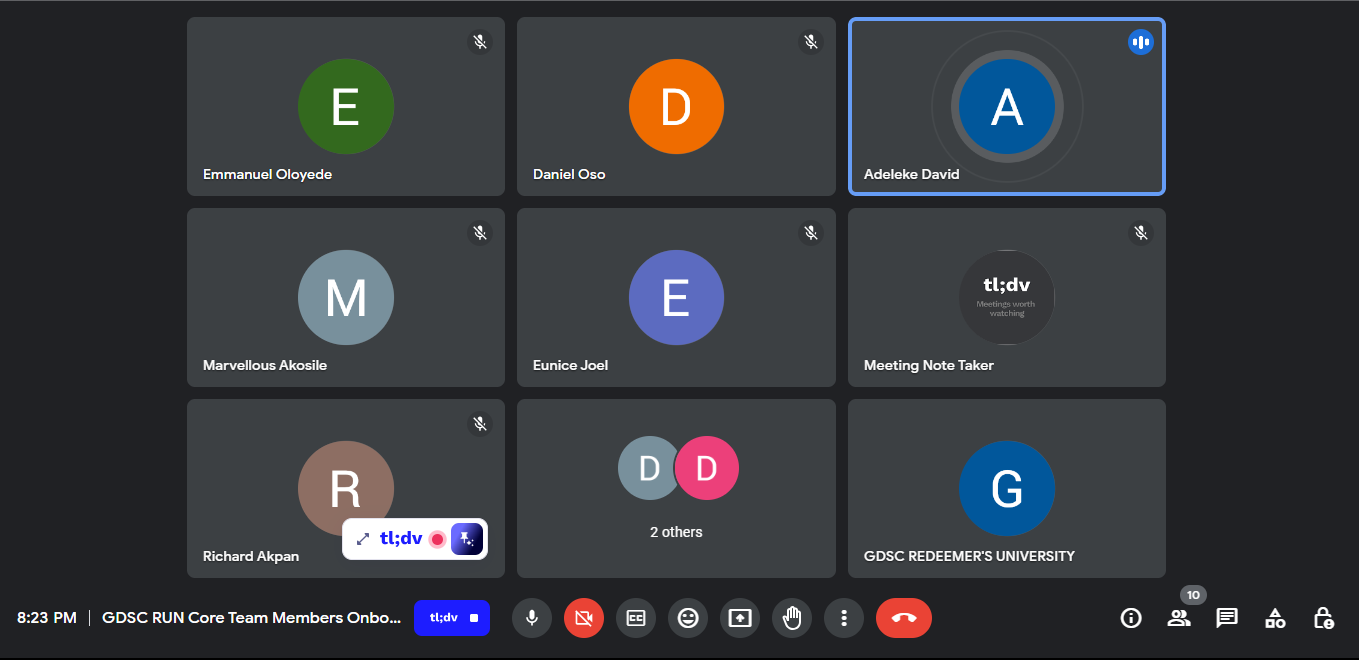 E
Emmanuel Oloyede
D
Daniel Oso
A
Adeleke David
M
Marvellous Akosile
E
Eunice Joel
tl;dv
Meetings worth
watching
Meeting Note Taker
R
Richard Akpan
tl;dv
D D
2 others
G
GDSC REDEEMER'S UNIVERSITY
8:23 PM | GDSC RUN Core Team Members Onbo...
tl;dv
CC
10